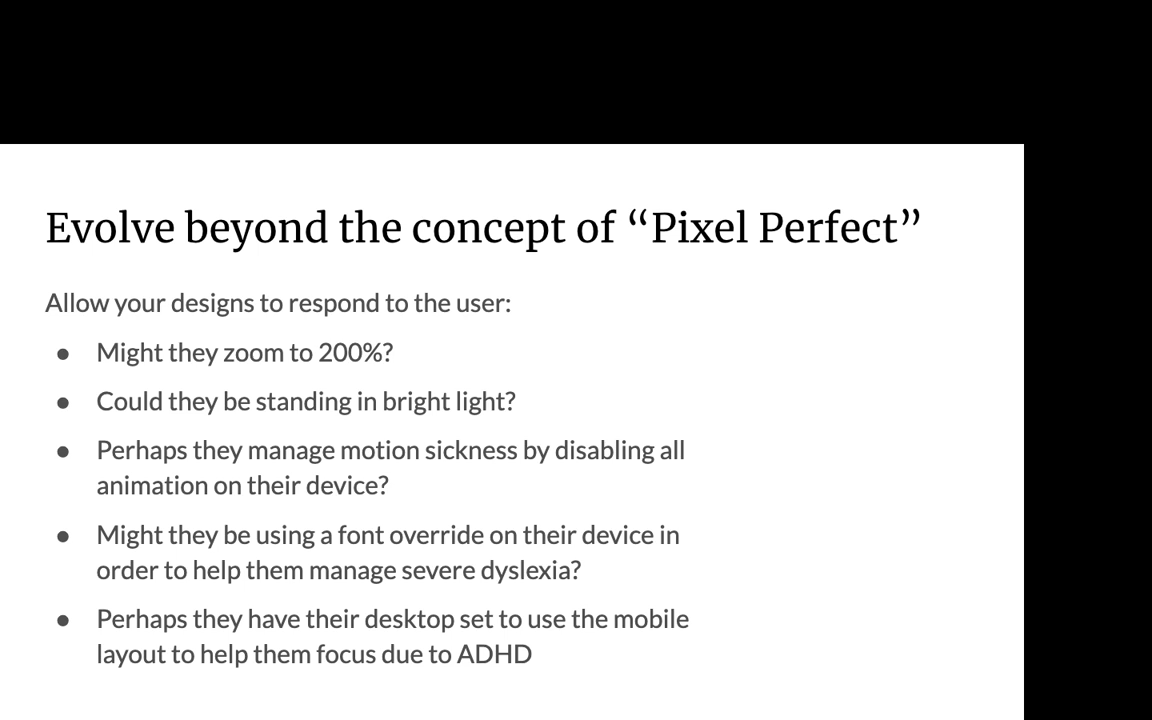 Evolve beyond the concept of “Pixel Perfect”
Allow your designs to respond to the user:
● Might they zoom to 200%?
● Could they be standing in bright light?
● Perhaps they manage motion sickness by disabling all
animation on their device?
● Might they be using a font override on their device in
order to help them manage severe dyslexia?
● Perhaps they have their desktop set to use the mobile
layout to help them focus due to ADHD